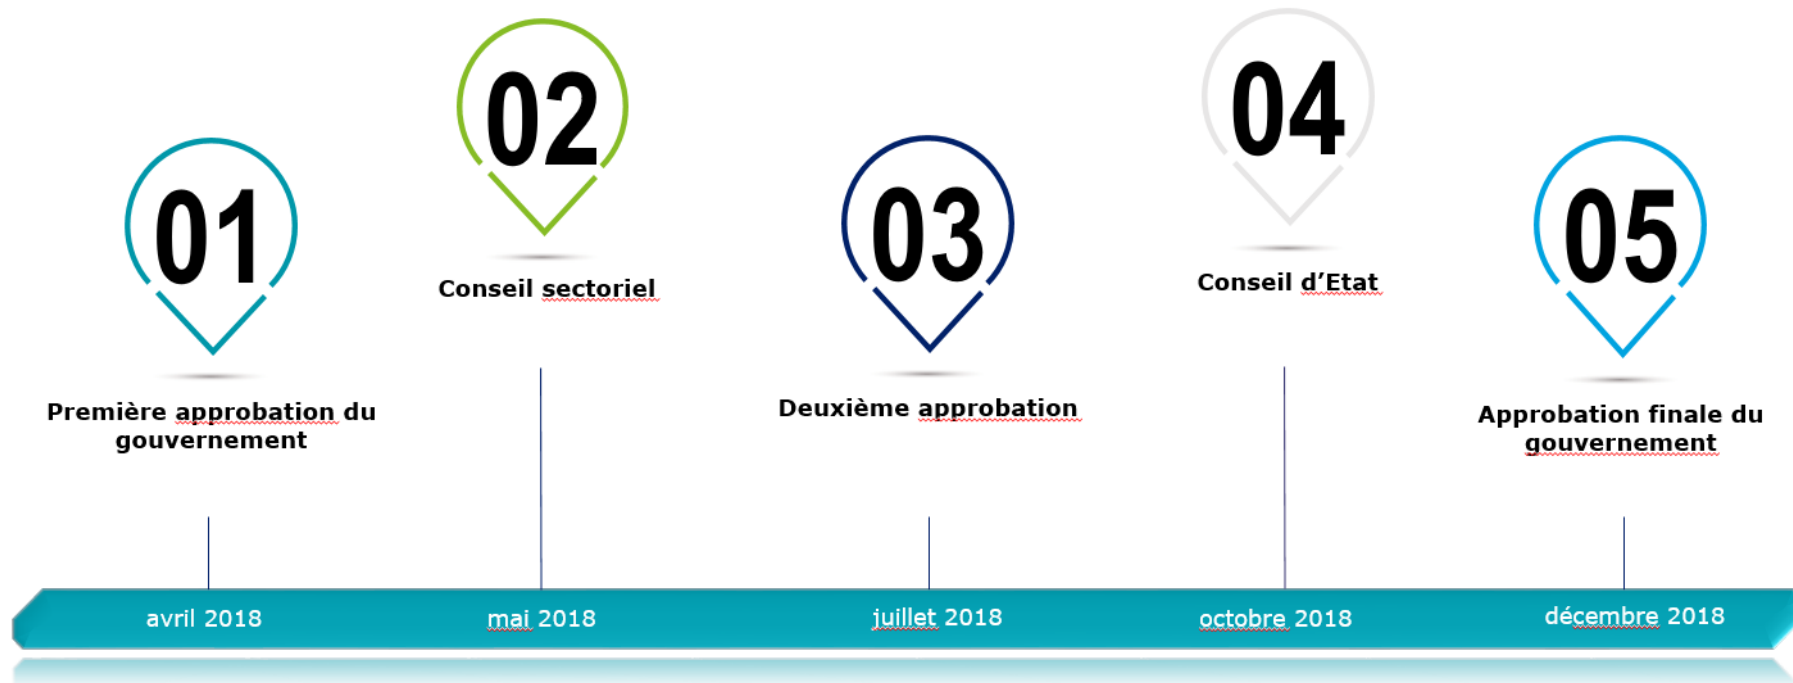 01
Première approbation du
gouvernement
avril 2018
02
Conseil sectoriel
mai 2018
03
Deuxième approbation
juillet 2018
04
Conseil d’Etat
octobre 2018
05
Approbation finale du
gouvernement
décembre 2018